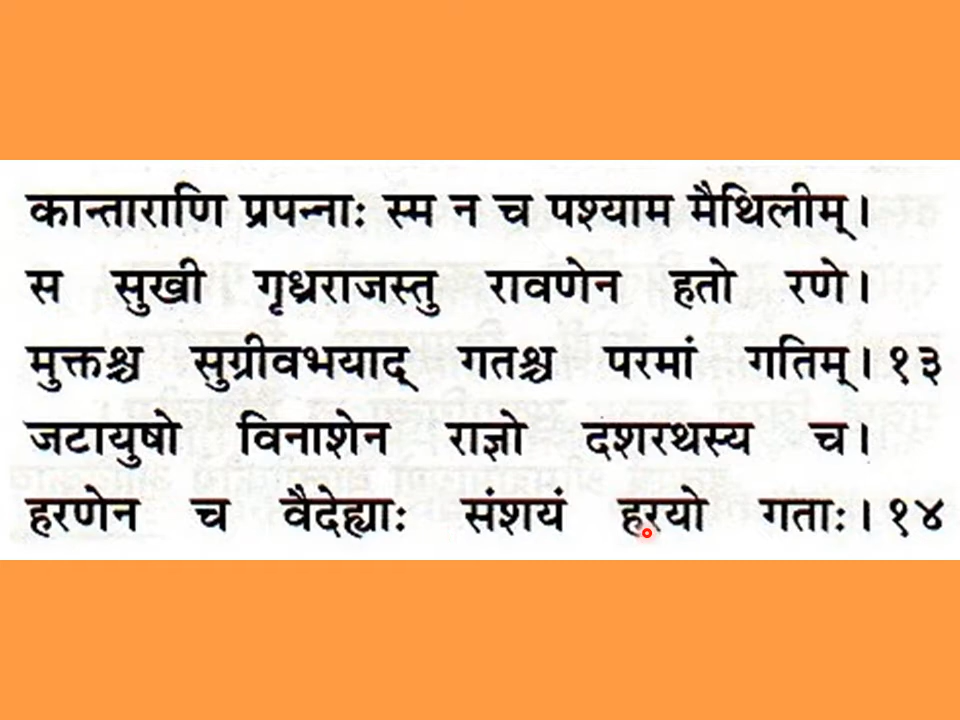 कान्ताराणि प्रपन्नाः स्म न च पश्याम मैथिलीम्।
स सुखी गृध्रराजस्तु रावणेन हतो रणे।
मुक्तश्च सुग्रीवभयाद् गतश्च परमां गतिम्। १३
जटायुषो विनाशेन राज्ञो दशरथस्य च।
हरणेन च वैदेह्याः संशयं हरयो गताः। १४